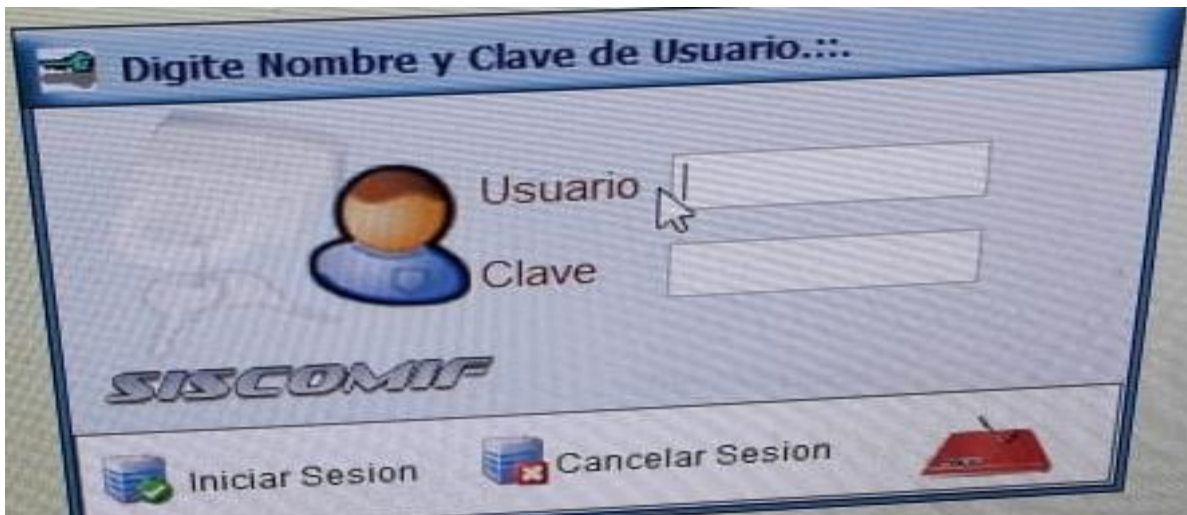 Digite Nombre y Clave de Usuario.::.
Usuario
Clave
SISCOMIF
Iniciar Sesion
Cancelar Sesion